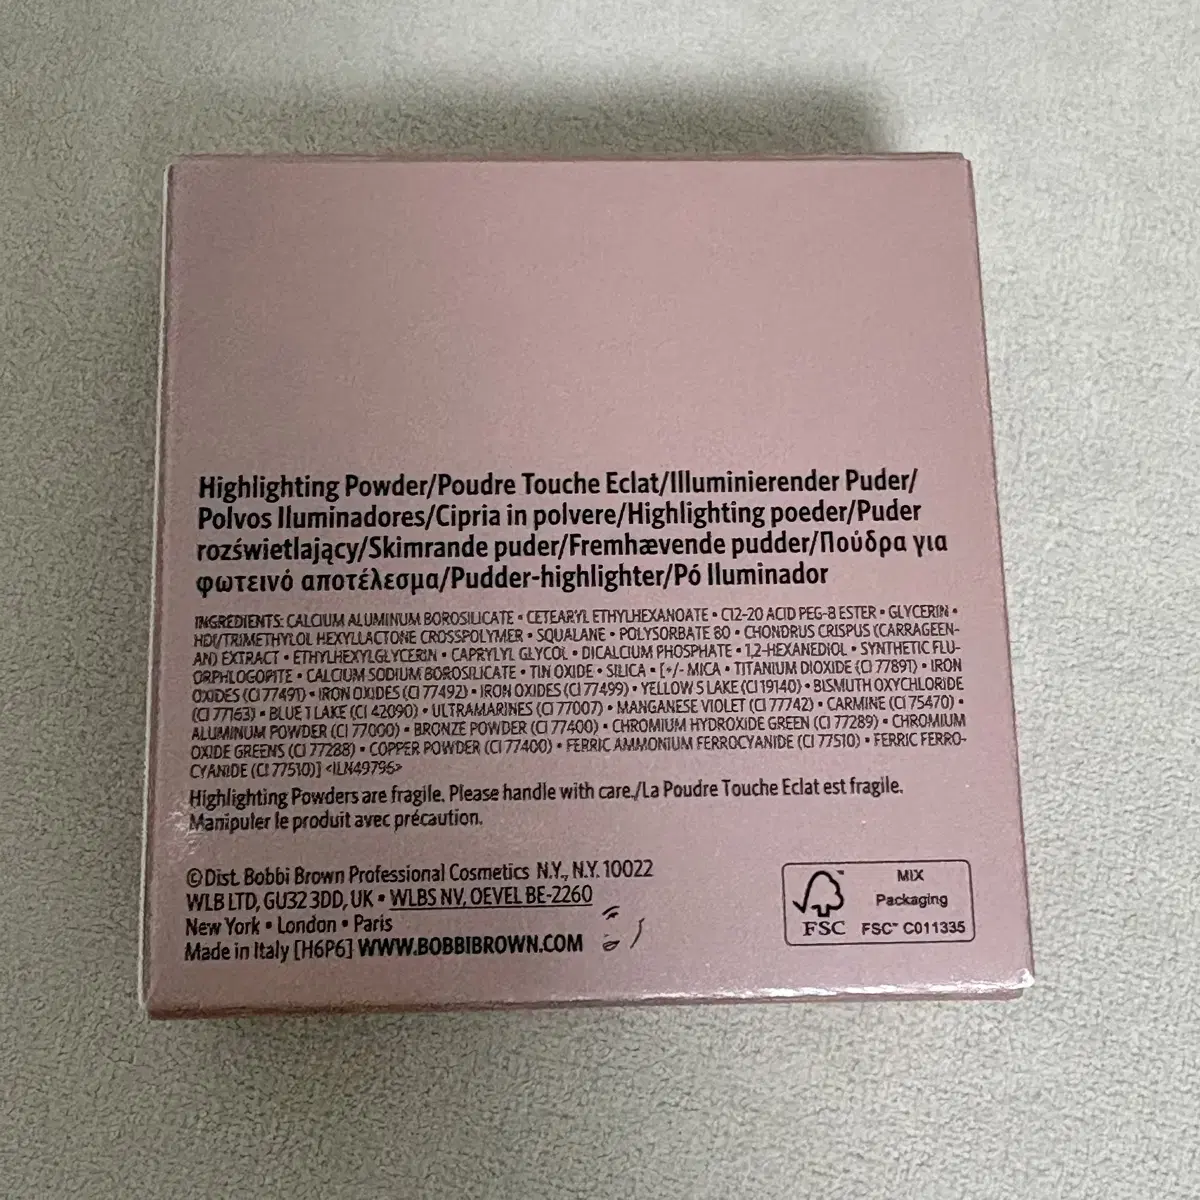 Highlighting Powder/Poudre Touche Eclat/Illuminierender Puder/
Polvos Iluminadores/Cipria in polvere/Highlighting poeder/Puder
rozświetlający/Skimrande puder/Fremhævende pudder/Πούδρα για
φωτεινό αποτέλεσμα/Pudder-highlighter/Pó Iluminador
INGREDIENTS: CALCIUM ALUMINUM BOROSILICATE • CETEARYL ETHYLHEXANOATE • C12-20 ACID PEG-8 ESTER • GLYCERIN •
HDI/TRIMETHYLOL HEXYLLACTONE CROSSPOLYMER • SQUALANE • POLYSORBATE 80 • CHONDRUS CRISPUS (CARRAGEEN-
AN) EXTRACT • ETHYLHEXYLGLYCERIN • CAPRYLYL GLYCOL • DICALCIUM PHOSPHATE • 1,2-HEXANEDIOL • SYNTHETIC FLU-
ORPHLOGOPITE • CALCIUM SODIUM BOROSILICATE • TIN OXIDE • SILICA • [+/- MICA • TITANIUM DIOXIDE (CI 77891) • IRON
OXIDES (CI 77491) • IRON OXIDES (CI 77492) • IRON OXIDES (CI 77499) • YELLOW 5 LAKE (CI 19140) • BISMUTH OXYCHLORIDE
(CI 77163) • BLUE 1 LAKE (CI 42090) • ULTRAMARINES (CI 77007) • MANGANESE VIOLET (CI 77742) • CARMINE (CI 75470) •
ALUMINUM POWDER (CI 77000) • BRONZE POWDER (CI 77400) • CHROMIUM HYDROXIDE GREEN (CI 77289) • CHROMIUM
OXIDE GREENS (CI 77288) • COPPER POWDER (CI 77400) • FERRIC AMMONIUM FERROCYANIDE (CI 77510) • FERRIC FERRO-
CYANIDE (CI 77510)] <ILN49796>
Highlighting Powders are fragile. Please handle with care./La Poudre Touche Eclat est fragile.
Manipuler le produit avec précaution.
©Dist. Bobbi Brown Professional Cosmetics N.Y., N.Y. 10022
WLB LTD, GU32 3DD, UK • WLBS NV, OEVEL BE-2260
New York • London • Paris
Made in Italy [H6P6] WWW.BOBBIBROWN.COM
MIX
Packaging
FSC FSC™ C011335